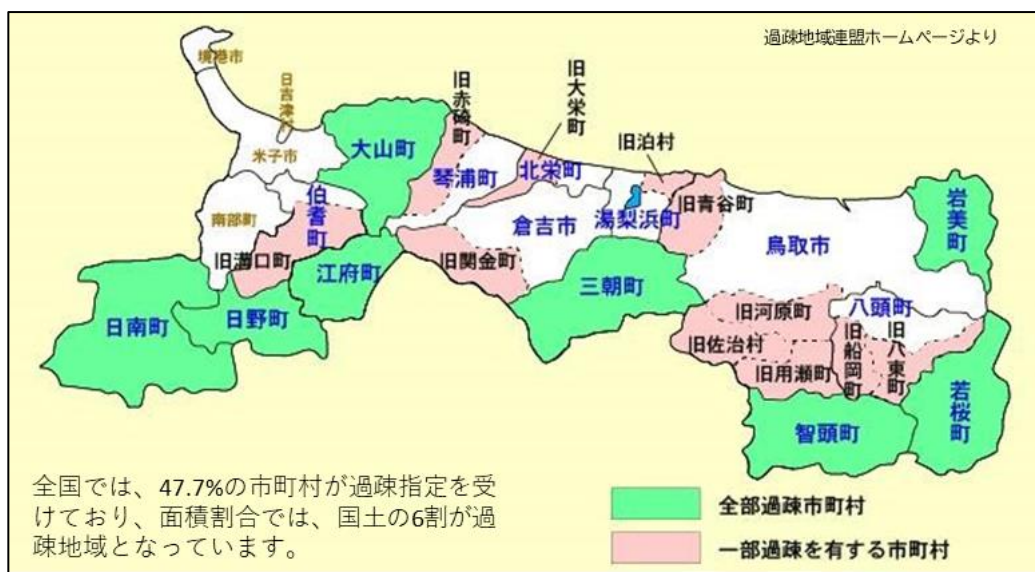 過疎地域連盟ホームページより
境港市
日吉津村
米子市
大山町
旧赤碕町
旧大栄町
旧泊村
琴浦町
北栄町
湯梨浜町
旧青谷町
岩美町
伯耆町
南部町
倉吉市
鳥取市
旧溝口町
江府町
旧関金町
三朝町
八頭町
日南町
日野町
旧河原町
旧佐治村
旧船岡町
旧八東町
旧用瀬町
若桜町
智頭町
全国では、47.7%の市町村が過疎指定を受
けており、面積割合では、国土の6割が過
疎地域となっています。
全部過疎市町村
一部過疎を有する市町村